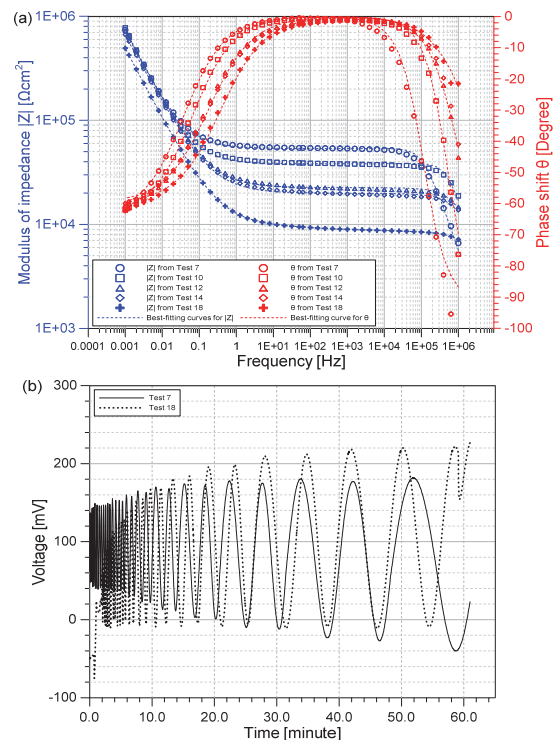 (a)
1E+06
1E+05
1E+04
1E+03
Modulus of impedance |Z| [Ωcm2]
0
-10
-20
-30
-40
-50
-60
-70
-80
-90
-100
Phase shift θ [Degree]
|Z| from Test 7
|Z| from Test 10
|Z| from Test 12
|Z| from Test 14
|Z| from Test 18
Best-fitting curves for |Z|
θ from Test 7
θ from Test 10
θ from Test 12
θ from Test 14
θ from Test 18
Best-fitting curve for θ
0.0001 0.001 0.01 0.1 1 1E+01 1E+02 1E+03 1E+04 1E+05 1E+06
Frequency [Hz]
(b)
300
200
100
0
-100
Voltage [mV]
Test 7
Test 18
0.0 10.0 20.0 30.0 40.0 50.0 60.0
Time [minute]